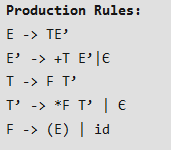 Production Rules:
E -> TE’
E’ -> +T E’|Є
T -> F T’
T’ -> *F T’ | Є
F -> (E) | id